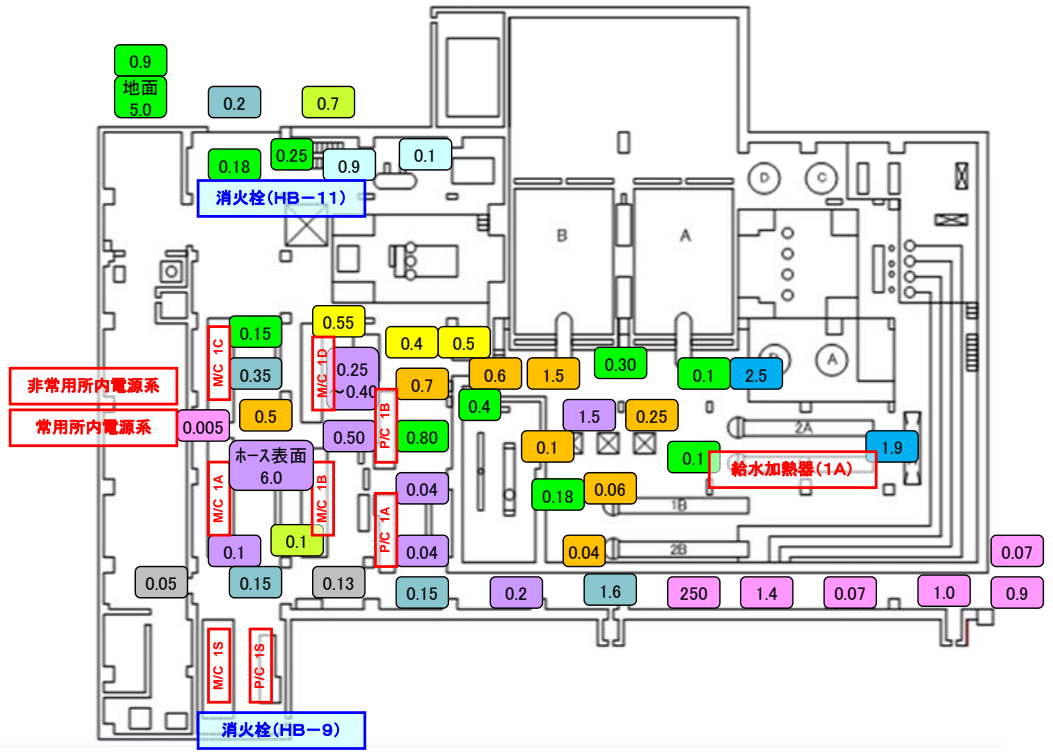 0.9
地面
5.0
0.2
0.7
0.18
0.25
0.9
0.1
消火栓(HB-11)
D
C
B
A
0.15
0.55
0.4
0.5
M/C 1C
M/C 1D
0.35
0.25
～0.40
0.7
0.6
1.5
0.30
0.1
2.5
D
A
非常用所内電源系
常用所内電源系
0.005
0.5
P/C 1B
0.4
1.5
0.25
2A
0.50
0.80
0.1
0.1
1.9
給水加熱器(1A)
ホース表面
6.0
M/C 1A
M/C 1B
0.04
0.18
0.06
1B
P/C 1A
0.1
0.1
0.04
0.04
2B
0.07
0.05
0.15
0.13
0.15
0.2
1.6
250
1.4
0.07
1.0
0.9
M/C 1S
P/C 1S
消火栓(HB-9)